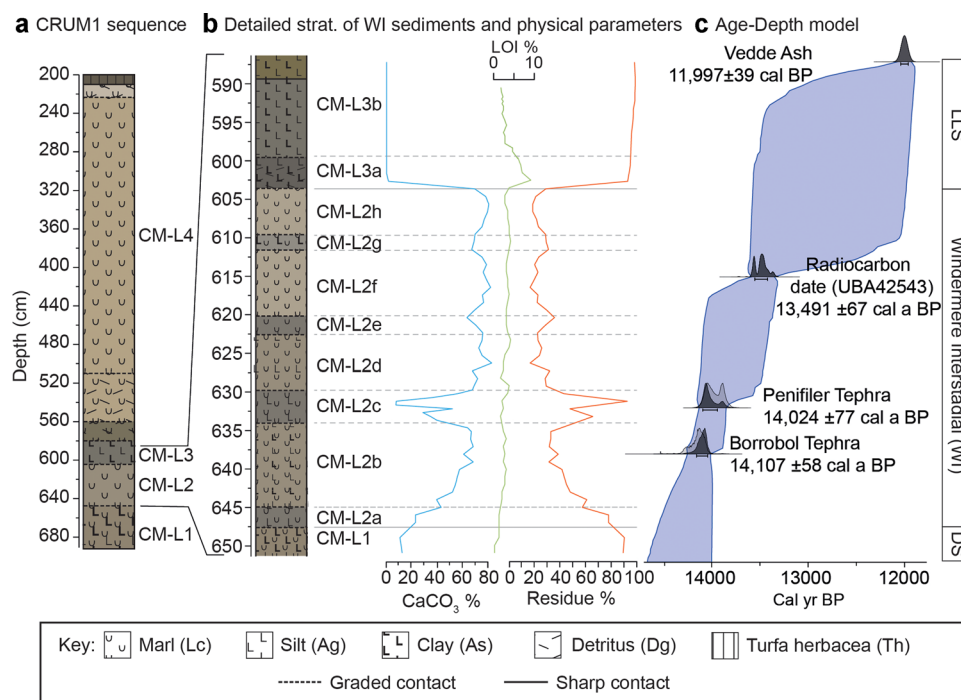 a CRUM1 sequence
b Detailed strat. of WI sediments and physical parameters
c Age-Depth model
Depth (cm)
200
240
280
320
360
400
440
480
520
560
600
640
680
CM-L4
CM-L3
CM-L2
CM-L1
590
595
600
605
610
615
620
625
630
635
640
645
650
CM-L3b
CM-L3a
CM-L2h
CM-L2g
CM-L2f
CM-L2e
CM-L2d
CM-L2c
CM-L2b
CM-L2a
CM-L1
LOI %
0 10
0 20 40 60 80 100
CaCO3 %
0 20 40 60 80 100
Residue %
Vedde Ash
11,997±39 cal BP
Radiocarbon
date (UBA42543)
13,491 ±67 cal a BP
Penifiler Tephra
14,024 ±77 cal a BP
Borrobol Tephra
14,107 ±58 cal a BP
14000 13000 12000
Cal yr BP
LLS
Windermere Interstadial (WI)
DS
Key: Marl (Lc) Silt (Ag) Clay (As) Detritus (Dg) Turfa herbacea (Th)
Graded contact Sharp contact